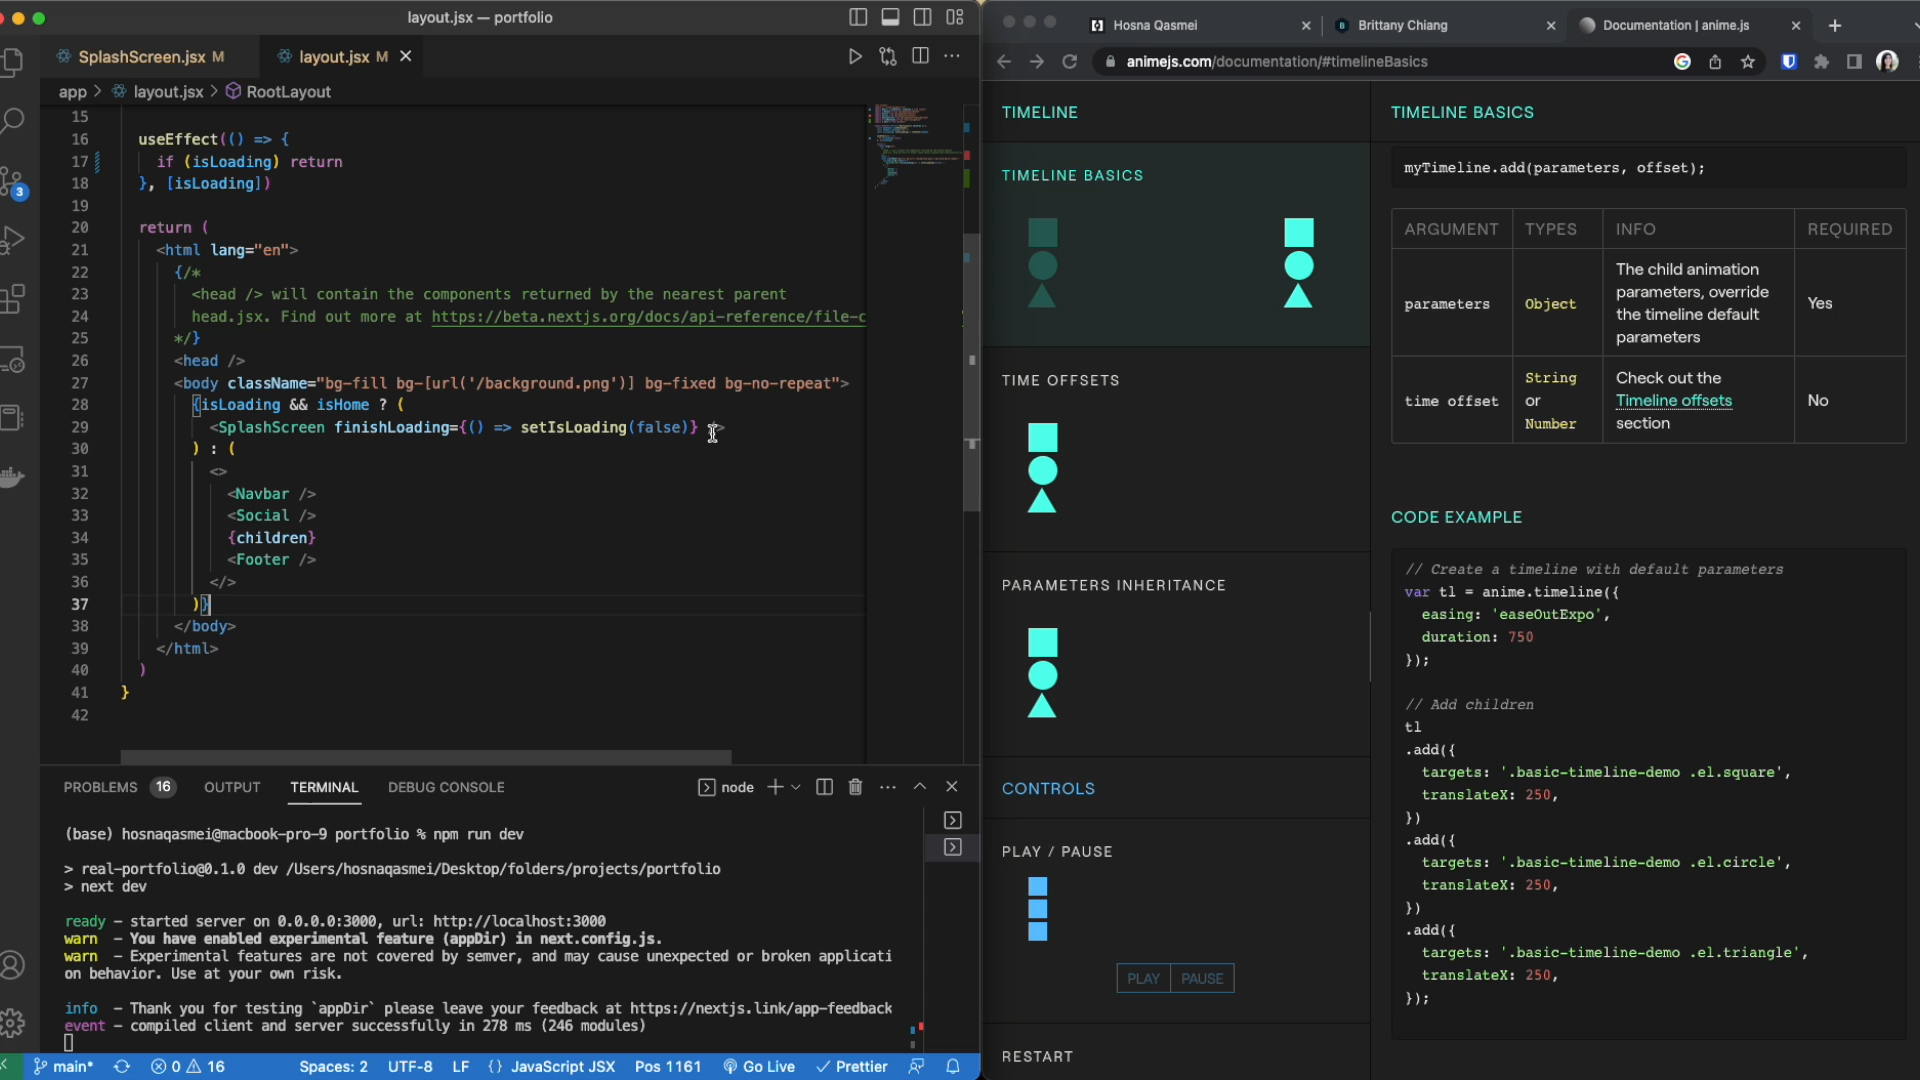 layout.jsx — portfolio
SplashScreen.jsx M
layout.jsx M
app > layout.jsx > RootLayout
15
16 useEffect(() => {
17 if (isLoading) return
18 }, [isLoading])
19
20 return (
21 <html lang="en">
22 {/*
23 <head /> will contain the components returned by the nearest parent
24 head.jsx. Find out more at https://beta.nextjs.org/docs/api-reference/file-c
25 */}
26 <head />
27 <body className="bg-fill bg-[url('/background.png')] bg-fixed bg-no-repeat">
28 {isLoading && isHome ? (
29 <SplashScreen finishLoading={() => setIsLoading(false)} />
30 ) : (
31 <>
32 <Navbar />
33 <Social />
34 {children}
35 <Footer />
36 </>
37 )}
38 </body>
39 </html>
40 )
41 }
42
3
PROBLEMS 16 OUTPUT TERMINAL DEBUG CONSOLE
node
(base) hosnaqasmei@macbook-pro-9 portfolio % npm run dev
> real-portfolio@0.1.0 dev /Users/hosnaqasmei/Desktop/folders/projects/portfolio
> next dev
ready - started server on 0.0.0.0:3000, url: http://localhost:3000
warn - You have enabled experimental feature (appDir) in next.config.js.
warn - Experimental features are not covered by semver, and may cause unexpected or broken applicati
on behavior. Use at your own risk.
info - Thank you for testing `appDir` please leave your feedback at https://nextjs.link/app-feedback
event - compiled client and server successfully in 278 ms (246 modules)
main* 0 16 Spaces: 2 UTF-8 LF {} JavaScript JSX Pos 1161 Go Live Prettier
Hosna Qasmei
Brittany Chiang
Documentation | anime.js
animejs.com/documentation/#timelineBasics
TIMELINE
TIMELINE BASICS
TIME OFFSETS
PARAMETERS INHERITANCE
CONTROLS
PLAY / PAUSE
PLAY PAUSE
RESTART
TIMELINE BASICS
myTimeline.add(parameters, offset);
ARGUMENT TYPES INFO REQUIRED
parameters Object The child animation parameters, override the timeline default parameters Yes
time offset String or Number Check out the Timeline offsets section No
CODE EXAMPLE
// Create a timeline with default parameters
var tl = anime.timeline({
easing: 'easeOutExpo',
duration: 750
});
// Add children
tl
.add({
targets: '.basic-timeline-demo .el.square',
translateX: 250,
})
.add({
targets: '.basic-timeline-demo .el.circle',
translateX: 250,
})
.add({
targets: '.basic-timeline-demo .el.triangle',
translateX: 250,
});